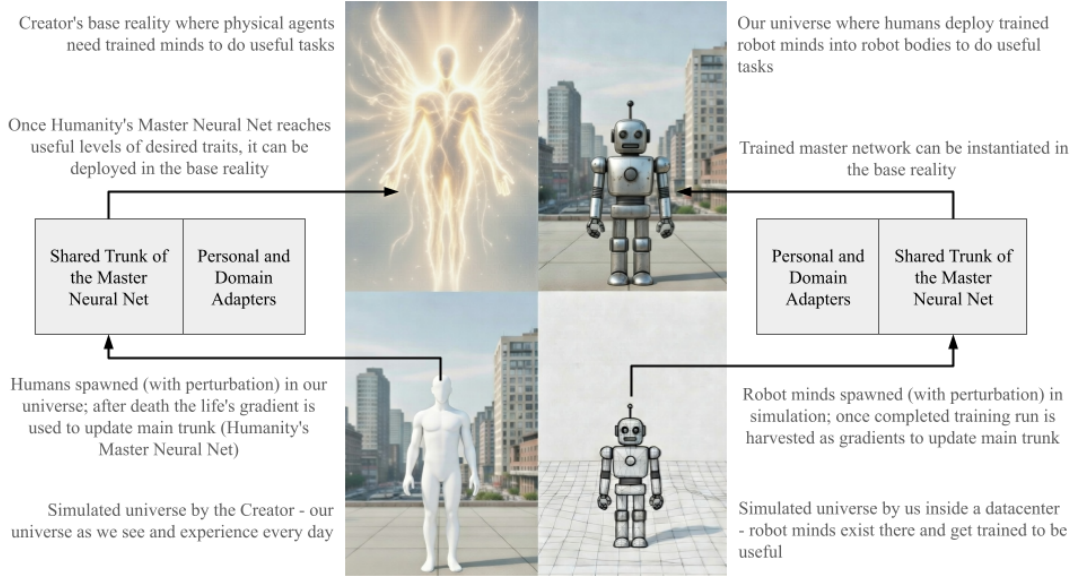 Creator's base reality where physical agents
need trained minds to do useful tasks
Once Humanity's Master Neural Net reaches
useful levels of desired traits, it can be
deployed in the base reality
Shared Trunk of
the Master
Neural Net
Personal and
Domain
Adapters
Humans spawned (with perturbation) in our
universe; after death the life's gradient is
used to update main trunk (Humanity's
Master Neural Net)
Simulated universe by the Creator - our
universe as we see and experience every day
Our universe where humans deploy trained
robot minds into robot bodies to do useful
tasks
Trained master network can be instantiated in
the base reality
Personal and
Domain
Adapters
Shared Trunk of
the Master
Neural Net
Robot minds spawned (with perturbation) in
simulation; once completed training run is
harvested as gradients to update main trunk
Simulated universe by us inside a datacenter
- robot minds exist there and get trained to be
useful